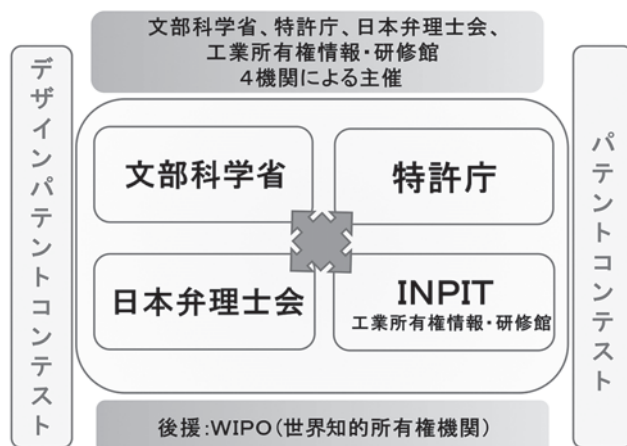 文部科学省、特許庁、日本弁理士会、
工業所有権情報・研修館
4機関による主催
デザインパテントコンテスト
文部科学省
特許庁
日本弁理士会
INPIT
工業所有権情報・研修館
パテントコンテスト
後援:WIPO(世界知的所有権機関)